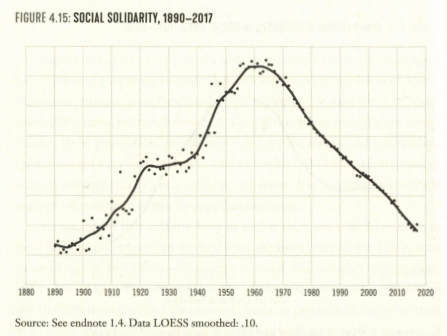 FIGURE 4.15: SOCIAL SOLIDARITY, 1890–2017
1880 1890 1900 1910 1920 1930 1940 1950 1960 1970 1980 1990 2000 2010 2020
Source: See endnote 1.4. Data LOESS smoothed: .10.